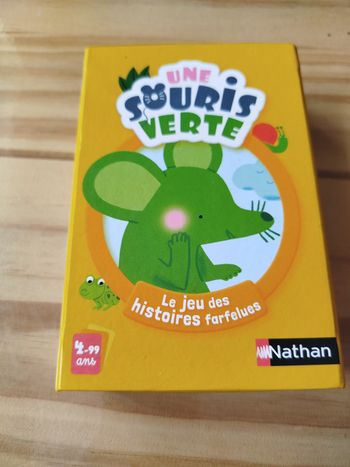 UNE
SOURIS
VERTE
Le jeu des
histoires farfelues
4-99
ans
Nathan